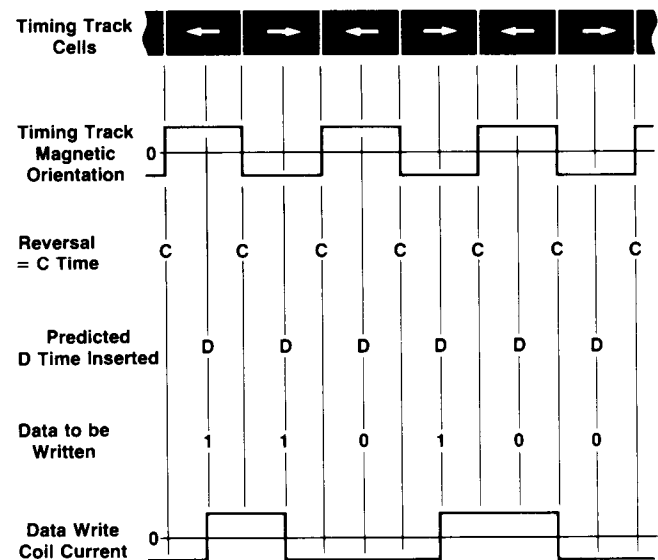 Timing Track
Cells
Timing Track
Magnetic
Orientation
0
Reversal
= C Time
C C C C C C C
Predicted
D Time Inserted
D D D D D D
Data to be
Written
1 1 0 1 0 0
Data Write
Coil Current
0